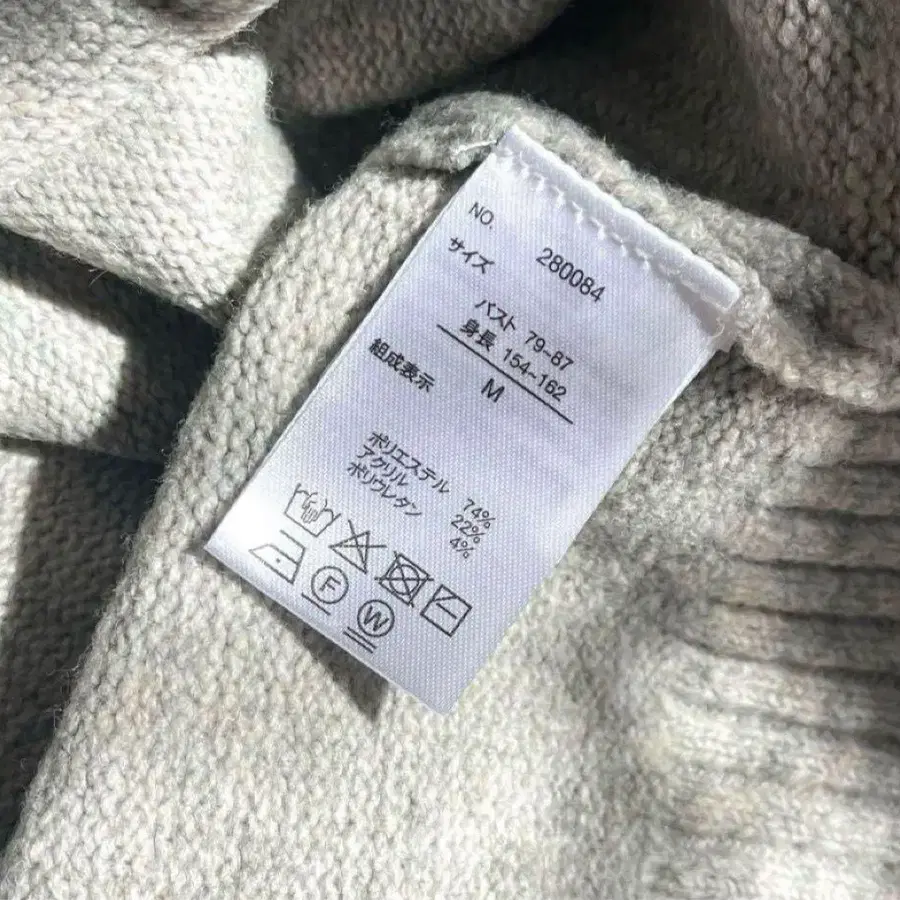 NO. 280084
サイズ
バスト 79-87
身長 154~162
M
組成表示
ポリエステル 74%
アクリル 22%
ポリウレタン 4%
F
W